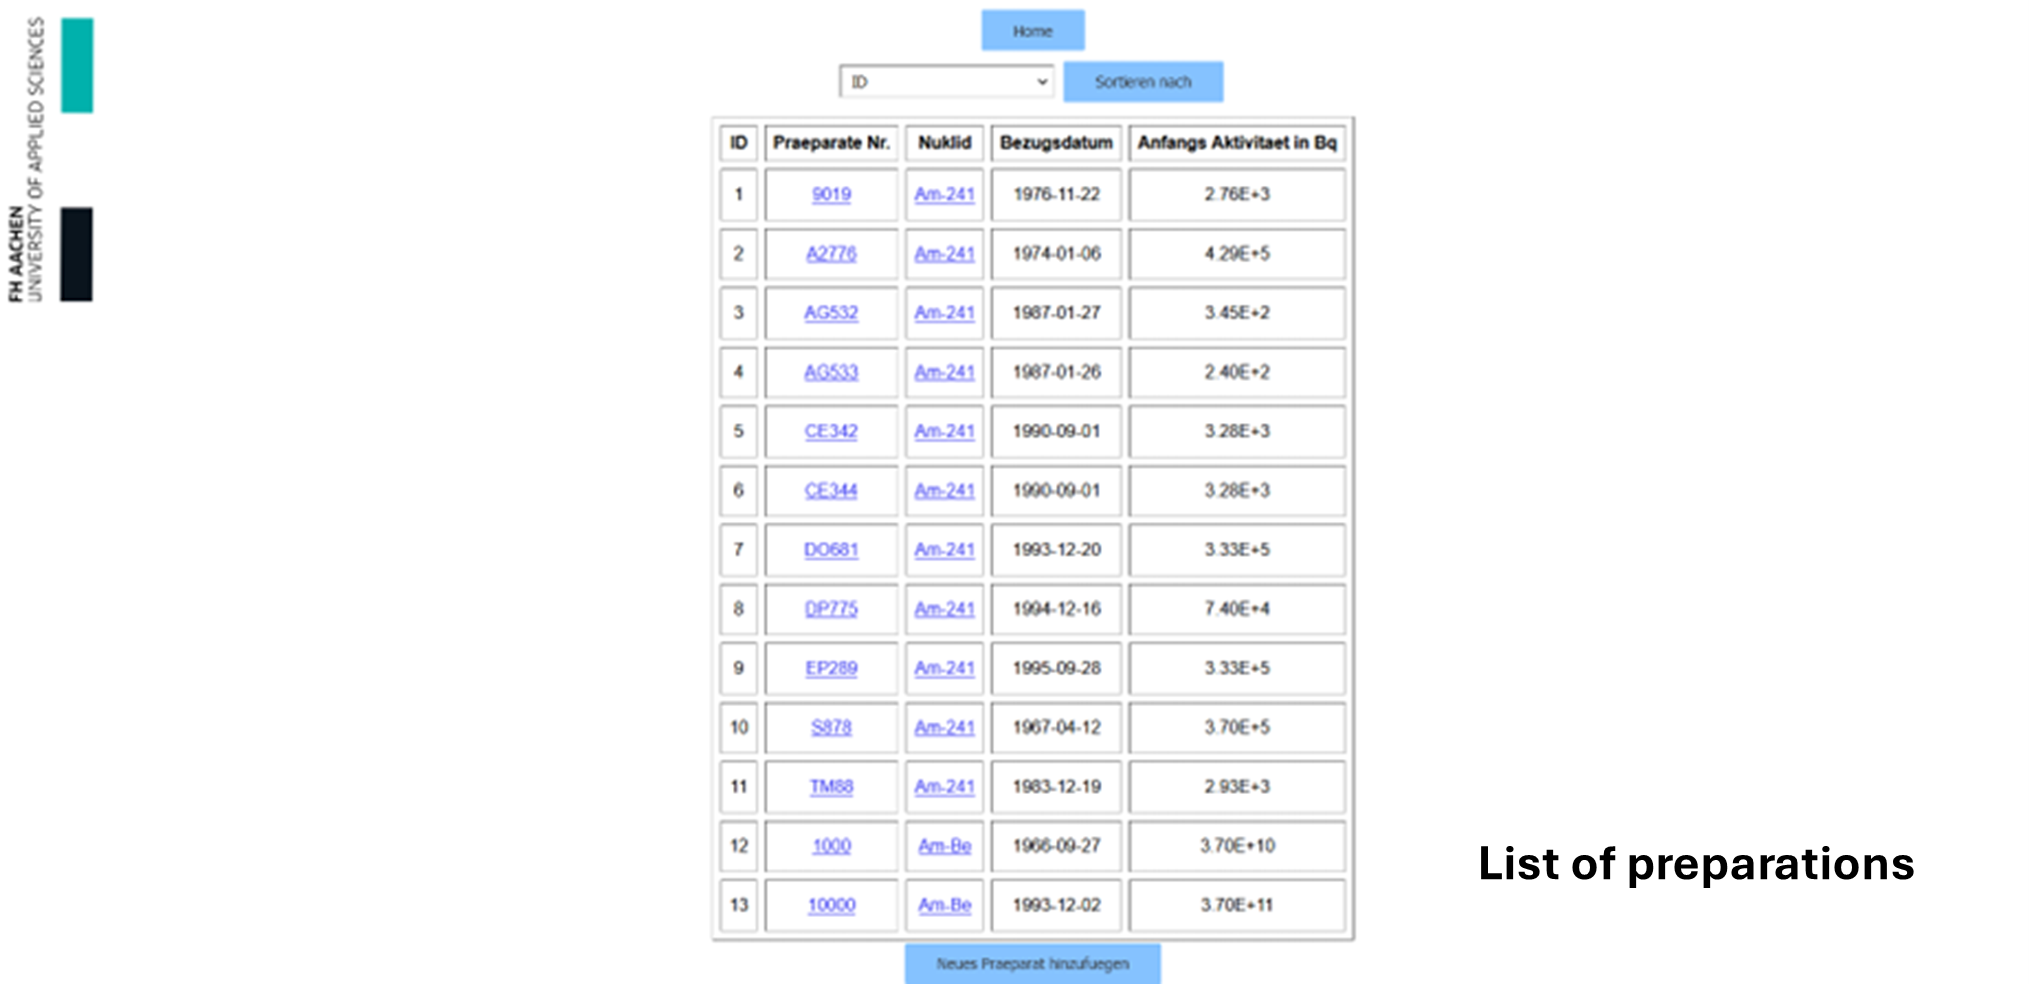 FH AACHEN
UNIVERSITY OF APPLIED SCIENCES
Home
ID Sortieren nach
ID Praeparate Nr. Nuklid Bezugsdatum Anfangs Aktivitaet in Bq
1 9019 Am-241 1976-11-22 2.76E+3
2 A2776 Am-241 1974-01-06 4.29E+5
3 AG532 Am-241 1987-01-27 3.45E+2
4 AG533 Am-241 1987-01-26 2.40E+2
5 CE342 Am-241 1990-09-01 3.28E+3
6 CE344 Am-241 1990-09-01 3.28E+3
7 DO681 Am-241 1993-12-20 3.33E+5
8 DP775 Am-241 1994-12-16 7.40E+4
9 EP289 Am-241 1995-09-28 3.33E+5
10 S878 Am-241 1967-04-12 3.70E+5
11 TM88 Am-241 1983-12-19 2.93E+3
12 1000 Am-Be 1966-09-27 3.70E+10
13 10000 Am-Be 1993-12-02 3.70E+11
Neues Praeparat hinzufuegen
List of preparations